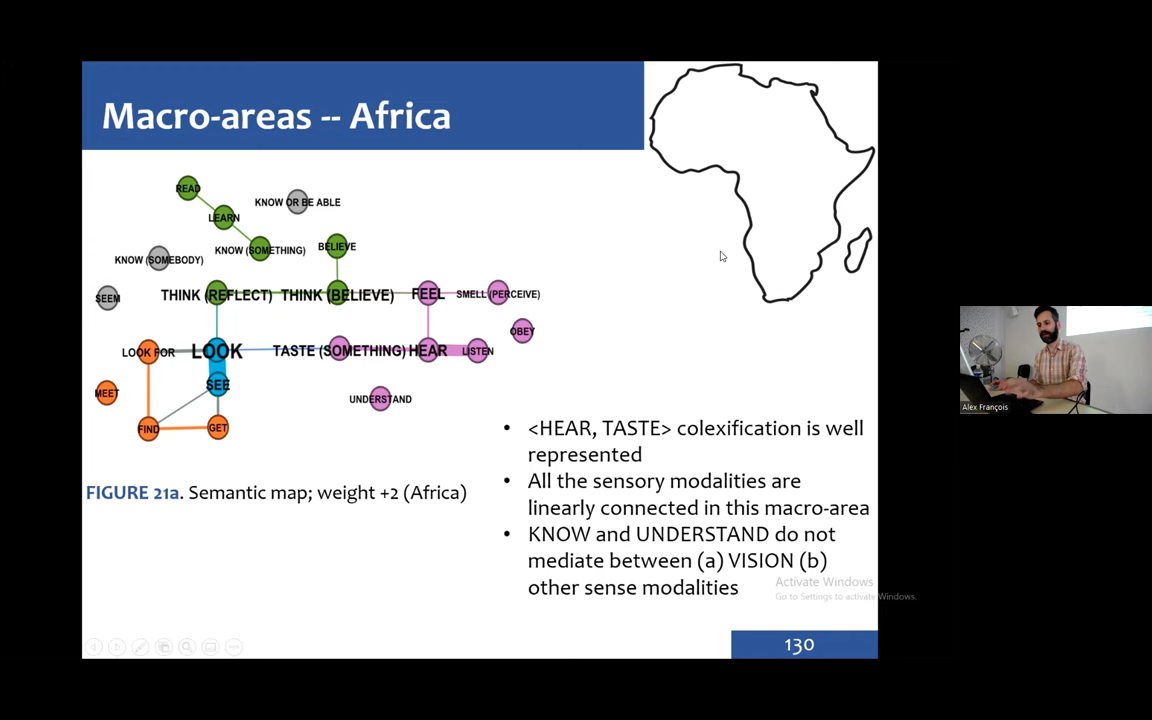 Macro-areas -- Africa
READ
KNOW OR BE ABLE
LEARN
KNOW (SOMETHING)
BELIEVE
KNOW (SOMEBODY)
SEEM
THINK (REFLECT)
THINK (BELIEVE)
FEEL
SMELL (PERCEIVE)
OBEY
LOOK FOR
LOOK
TASTE (SOMETHING)
HEAR
LISTEN
SEE
MEET
UNDERSTAND
FIND
GET
FIGURE 21a. Semantic map; weight +2 (Africa)
• <HEAR, TASTE> colexification is well
represented
• All the sensory modalities are
linearly connected in this macro-area
• KNOW and UNDERSTAND do not
mediate between (a) VISION (b)
other sense modalities
Activate Windows
Go to Settings to activate Windows.
130
Alex François